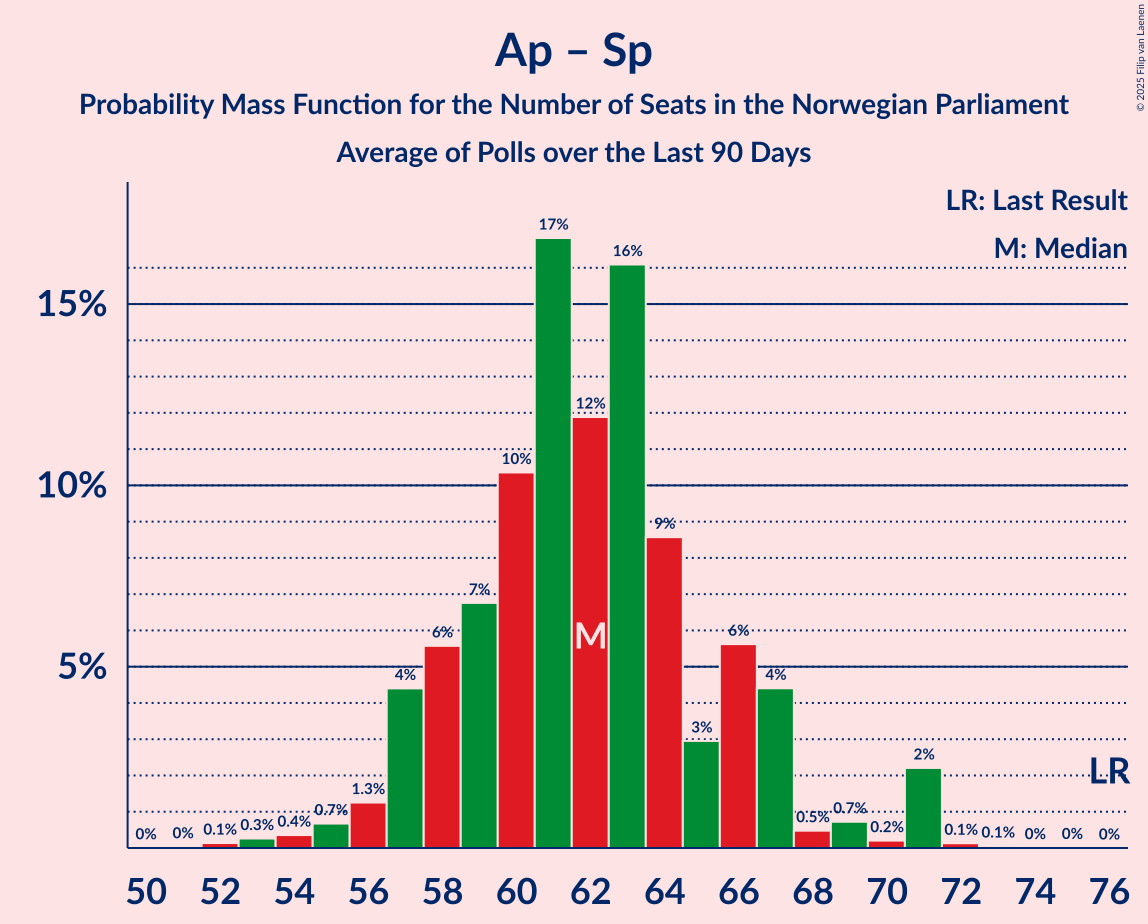 © 2025 Filip van Laenen
Ap – Sp
Probability Mass Function for the Number of Seats in the Norwegian Parliament
Average of Polls over the Last 90 Days
LR: Last Result
M: Median
17%
16%
15%
12%
10%
10%
9%
7%
6%
M
6%
5%
4%
4%
3%
2%
LR
1.3%
0.7%
0.7%
0.5%
0% 0% 0.1% 0.3% 0.4% 0.2% 0.1% 0.1% 0% 0% 0%
50 52 54 56 58 60 62 64 66 68 70 72 74 76